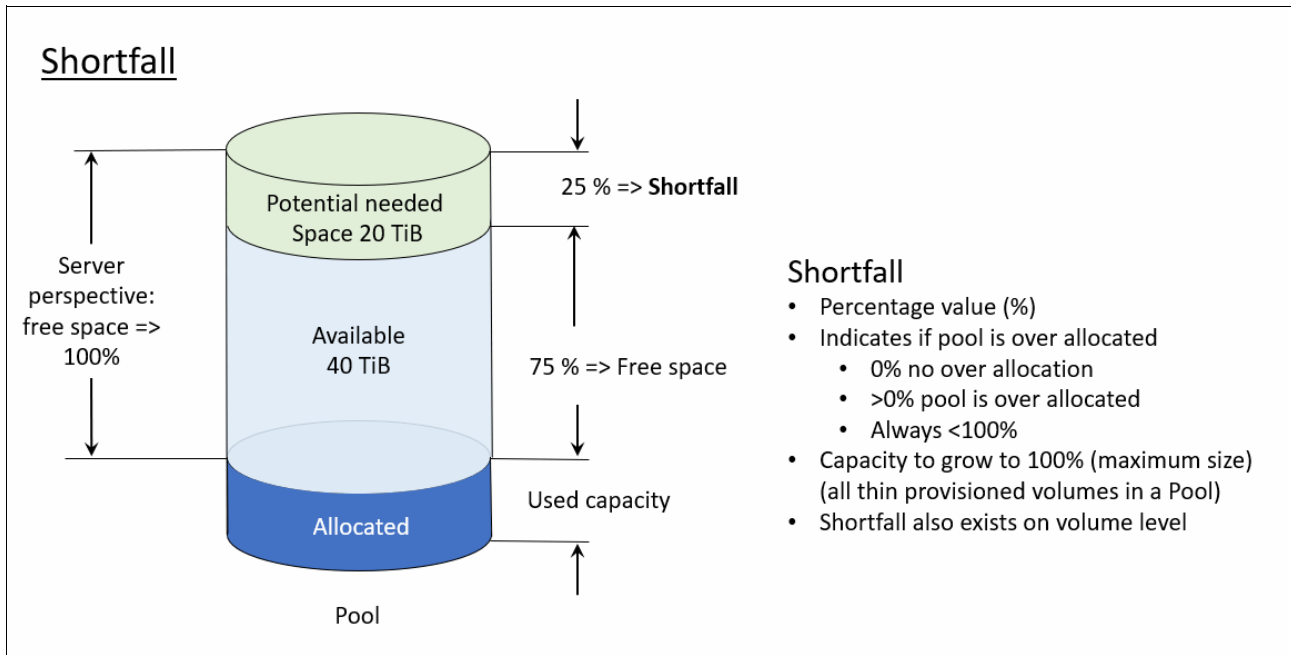 Shortfall
25 % => Shortfall
Potential needed
Space 20 TiB
Server
perspective:
free space =>
100%
Available
40 TiB
75 % => Free space
Used capacity
Allocated
Pool
Shortfall
• Percentage value (%)
• Indicates if pool is over allocated
• 0% no over allocation
• >0% pool is over allocated
• Always <100%
• Capacity to grow to 100% (maximum size)
(all thin provisioned volumes in a Pool)
• Shortfall also exists on volume level